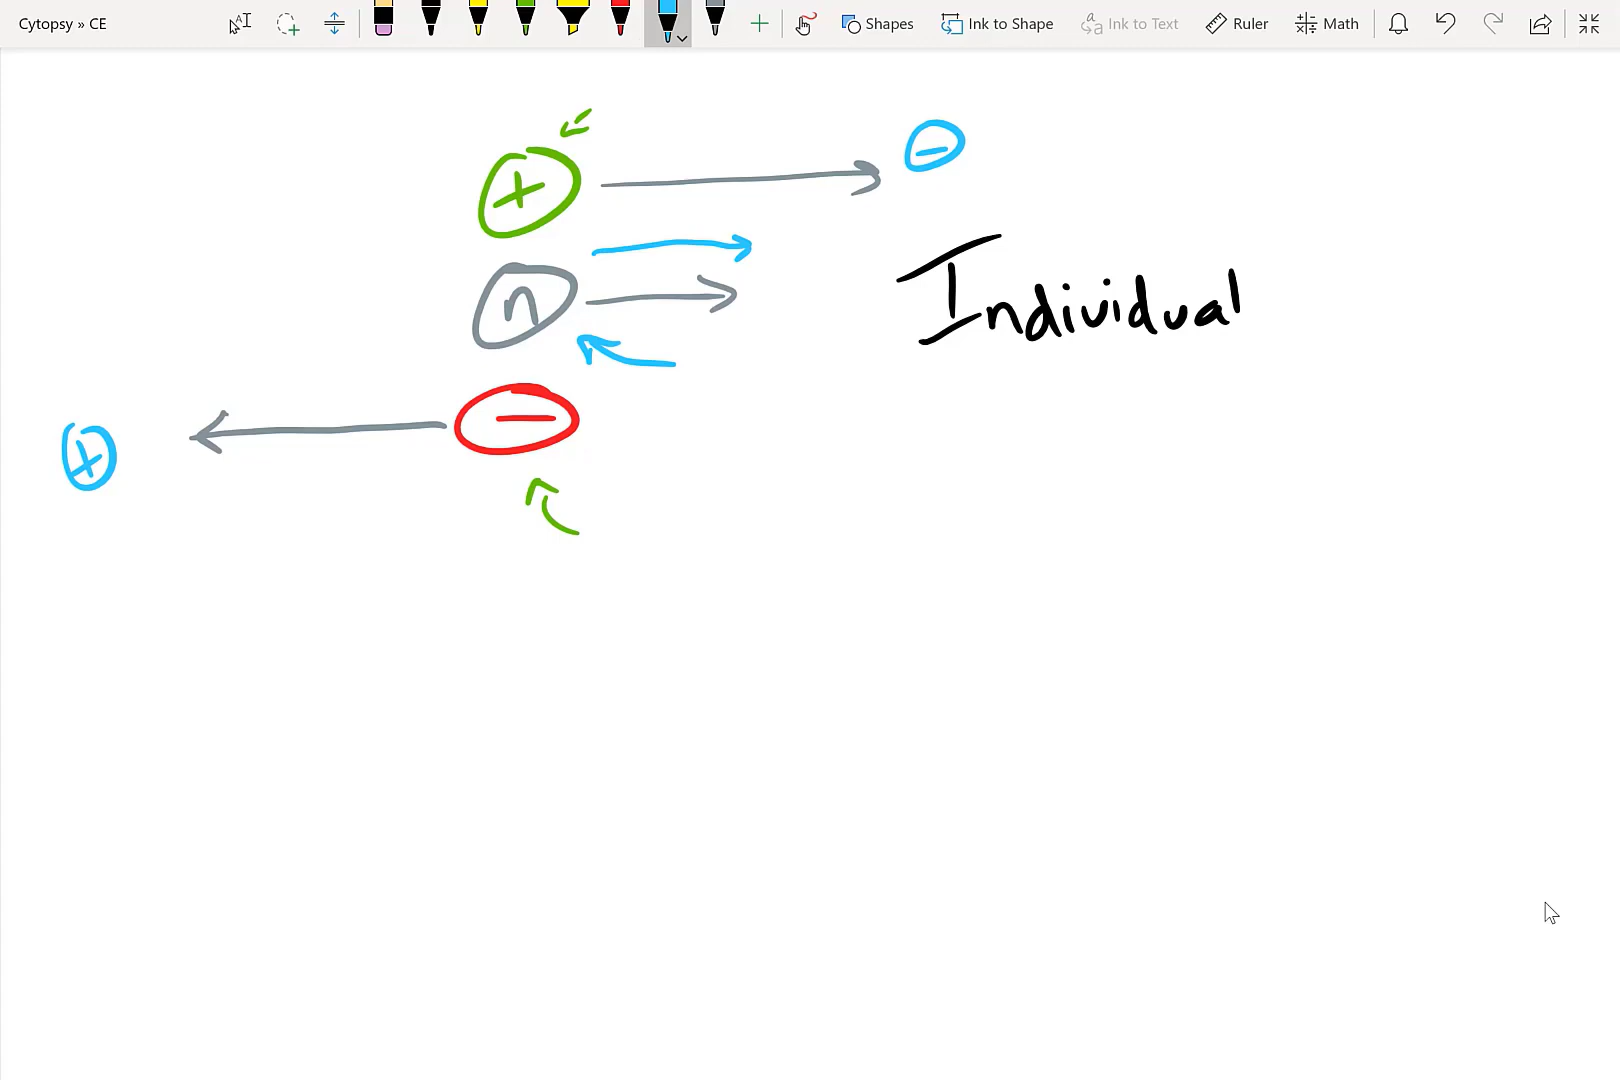 Cytopsy » CE
Shapes
Ink to Shape
Ink to Text
Ruler
Math
+
−
n
Individual
−
+